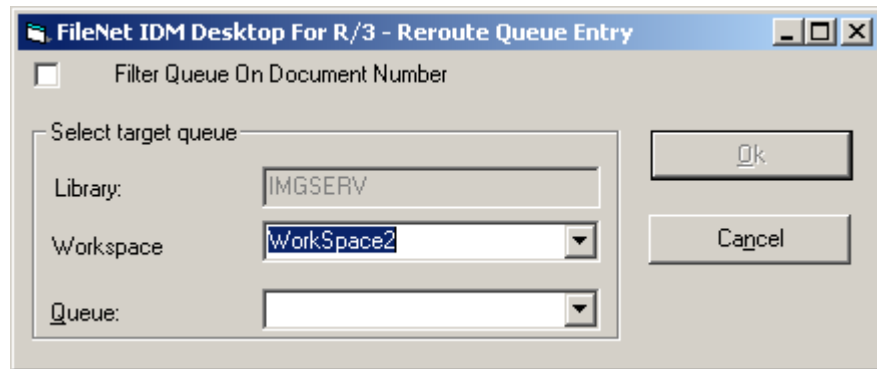 FileNet IDM Desktop For R/3 - Reroute Queue Entry
Filter Queue On Document Number
Select target queue
Library: IMGSERV
Workspace WorkSpace2
Queue:
Ok
Cancel